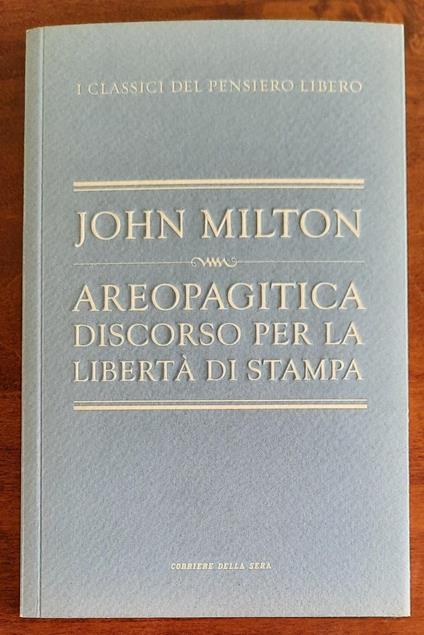 I CLASSICI DEL PENSIERO LIBERO
JOHN MILTON
AREOPAGITICA
DISCORSO PER LA
LIBERTÀ DI STAMPA
CORRIERE DELLA SERA